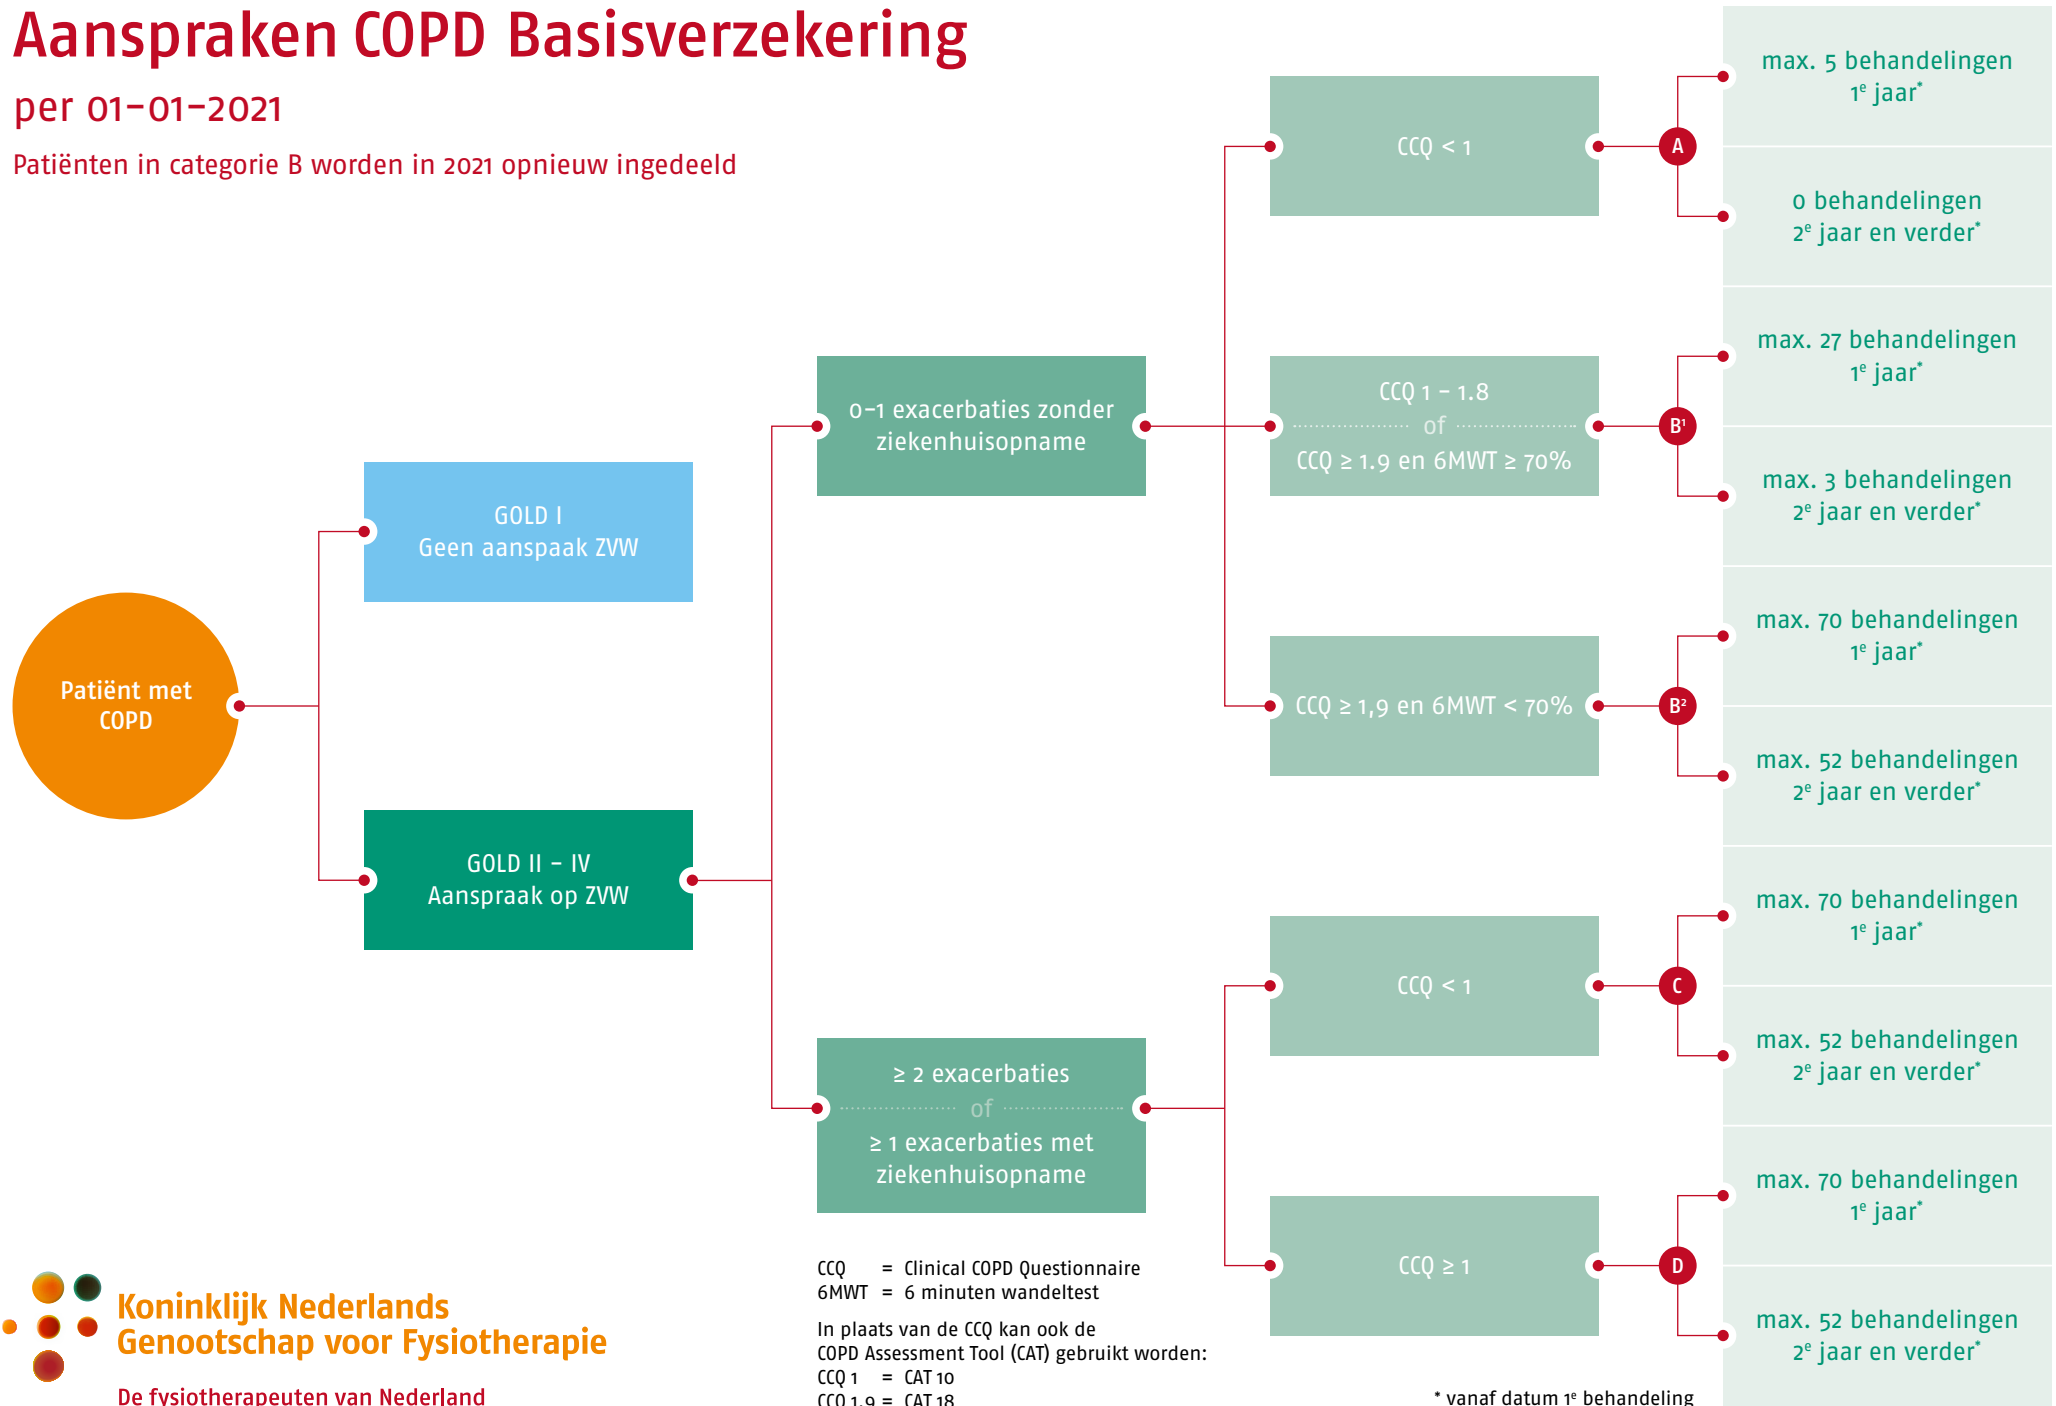 Aanspraken COPD Basisverzekering
per 01-01-2021
Patiënten in categorie B worden in 2021 opnieuw ingedeeld
Patiënt met
COPD
GOLD I
Geen aanspaak ZVW
GOLD II – IV
Aanspraak op ZVW
0-1 exacerbaties zonder
ziekenhuisopname
≥ 2 exacerbaties
of
≥ 1 exacerbaties met
ziekenhuisopname
CCQ < 1
A
max. 5 behandelingen
1e jaar*
0 behandelingen
2e jaar en verder*
CCQ 1 – 1.8
of
CCQ ≥ 1.9 en 6MWT ≥ 70%
B¹
max. 27 behandelingen
1e jaar*
max. 3 behandelingen
2e jaar en verder*
CCQ ≥ 1,9 en 6MWT < 70%
B²
max. 70 behandelingen
1e jaar*
max. 52 behandelingen
2e jaar en verder*
CCQ < 1
C
max. 70 behandelingen
1e jaar*
max. 52 behandelingen
2e jaar en verder*
CCQ ≥ 1
D
max. 70 behandelingen
1e jaar*
max. 52 behandelingen
2e jaar en verder*
CCQ = Clinical COPD Questionnaire
6MWT = 6 minuten wandeltest
In plaats van de CCQ kan ook de
COPD Assessment Tool (CAT) gebruikt worden:
CCQ 1 = CAT 10
CCQ 1.9 = CAT 18
* vanaf datum 1e behandeling
Koninklijk Nederlands
Genootschap voor Fysiotherapie
De fysiotherapeuten van Nederland